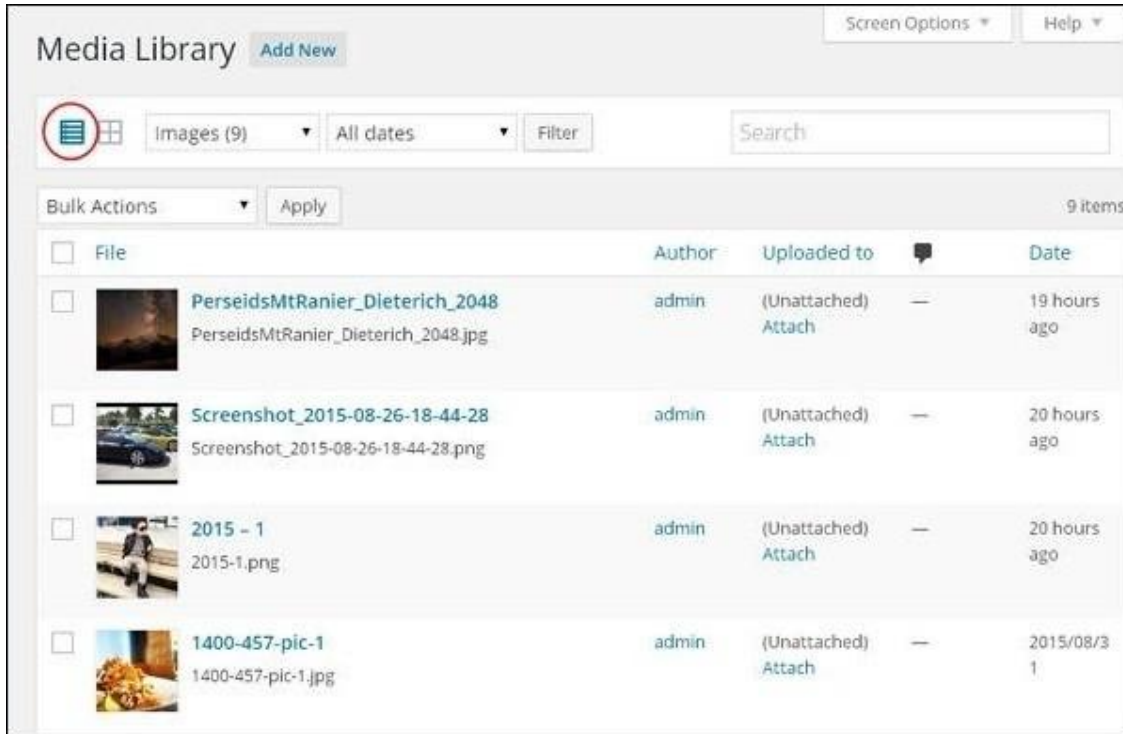 Screen Options ▼ Help ▼
Media Library Add New
Images (9) ▼ All dates ▼ Filter Search
Bulk Actions ▼ Apply 9 items
File Author Uploaded to Date
PerseidsMtRanier_Dieterich_2048 admin (Unattached) — 19 hours
PerseidsMtRanier_Dieterich_2048.jpg Attach ago
Screenshot_2015-08-26-18-44-28 admin (Unattached) — 20 hours
Screenshot_2015-08-26-18-44-28.png Attach ago
2015 – 1 admin (Unattached) — 20 hours
2015-1.png Attach ago
1400-457-pic-1 admin (Unattached) — 2015/08/3
1400-457-pic-1.jpg Attach 1